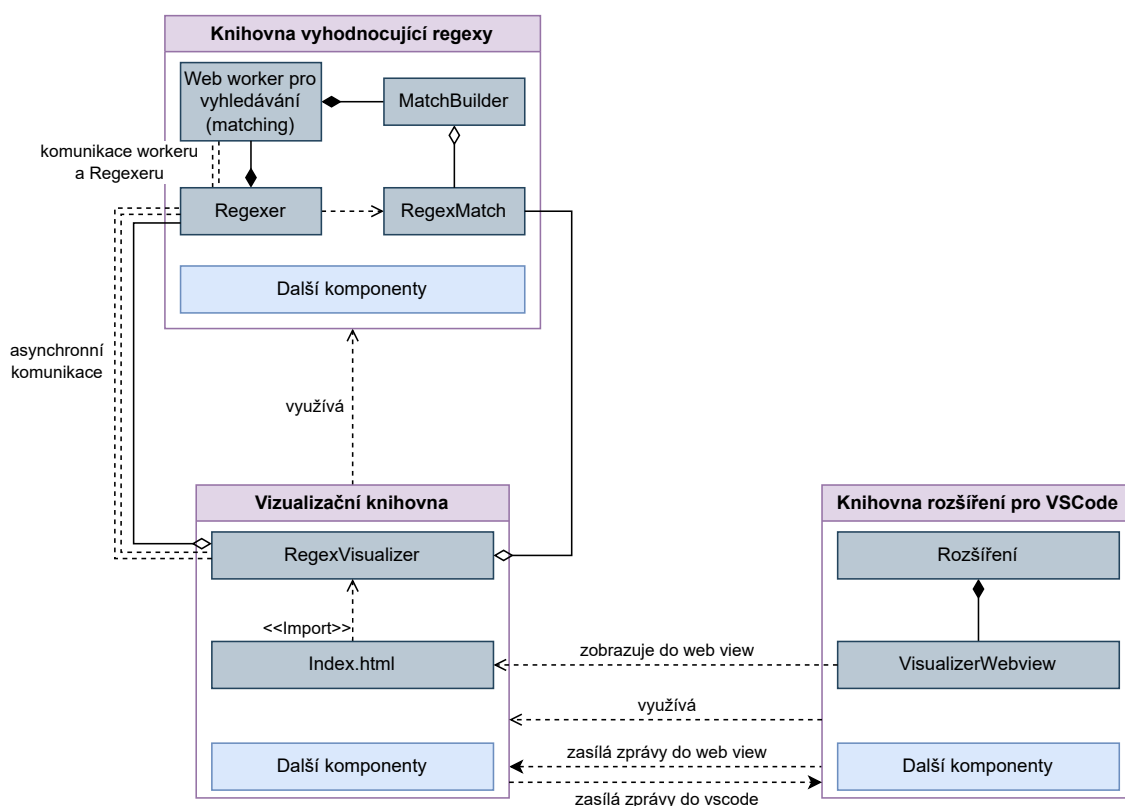 Knihovna vyhodnocující regexy
Web worker pro
vyhledávání
(matching)
MatchBuilder
komunikace workeru
a Regexeru
Regexer
RegexMatch
Další komponenty
asynchronní
komunikace
využívá
Vizualizační knihovna
Knihovna rozšíření pro VSCode
RegexVisualizer
Rozšíření
<<Import>>
Index.html
zobrazuje do web view
VisualizerWebview
využívá
Další komponenty
zasílá zprávy do web view
Další komponenty
zasílá zprávy do vscode